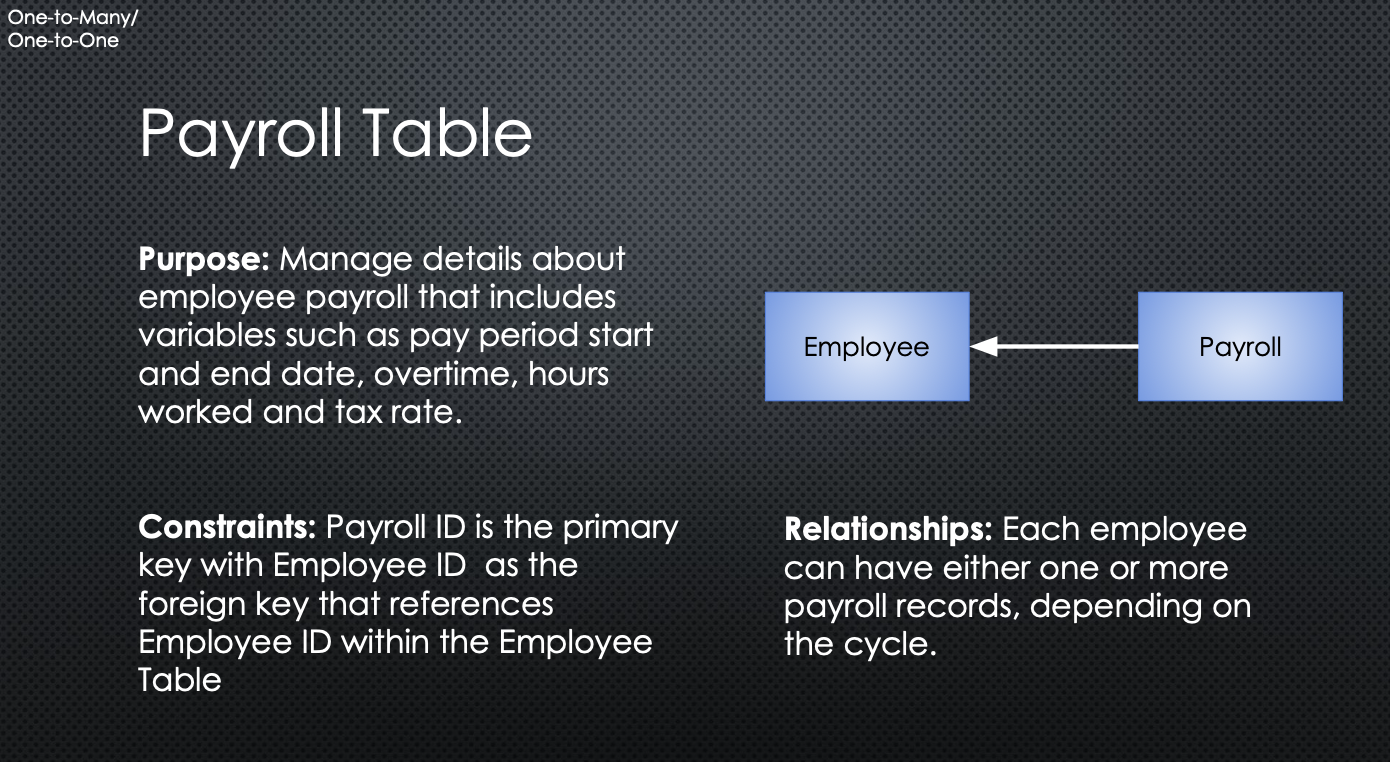 One-to-Many/
One-to-One
Payroll Table
Purpose: Manage details about
employee payroll that includes
variables such as pay period start
and end date, overtime, hours
worked and tax rate.
Employee
Payroll
Constraints: Payroll ID is the primary
key with Employee ID  as the
foreign key that references
Employee ID within the Employee
Table
Relationships: Each employee
can have either one or more
payroll records, depending on
the cycle.